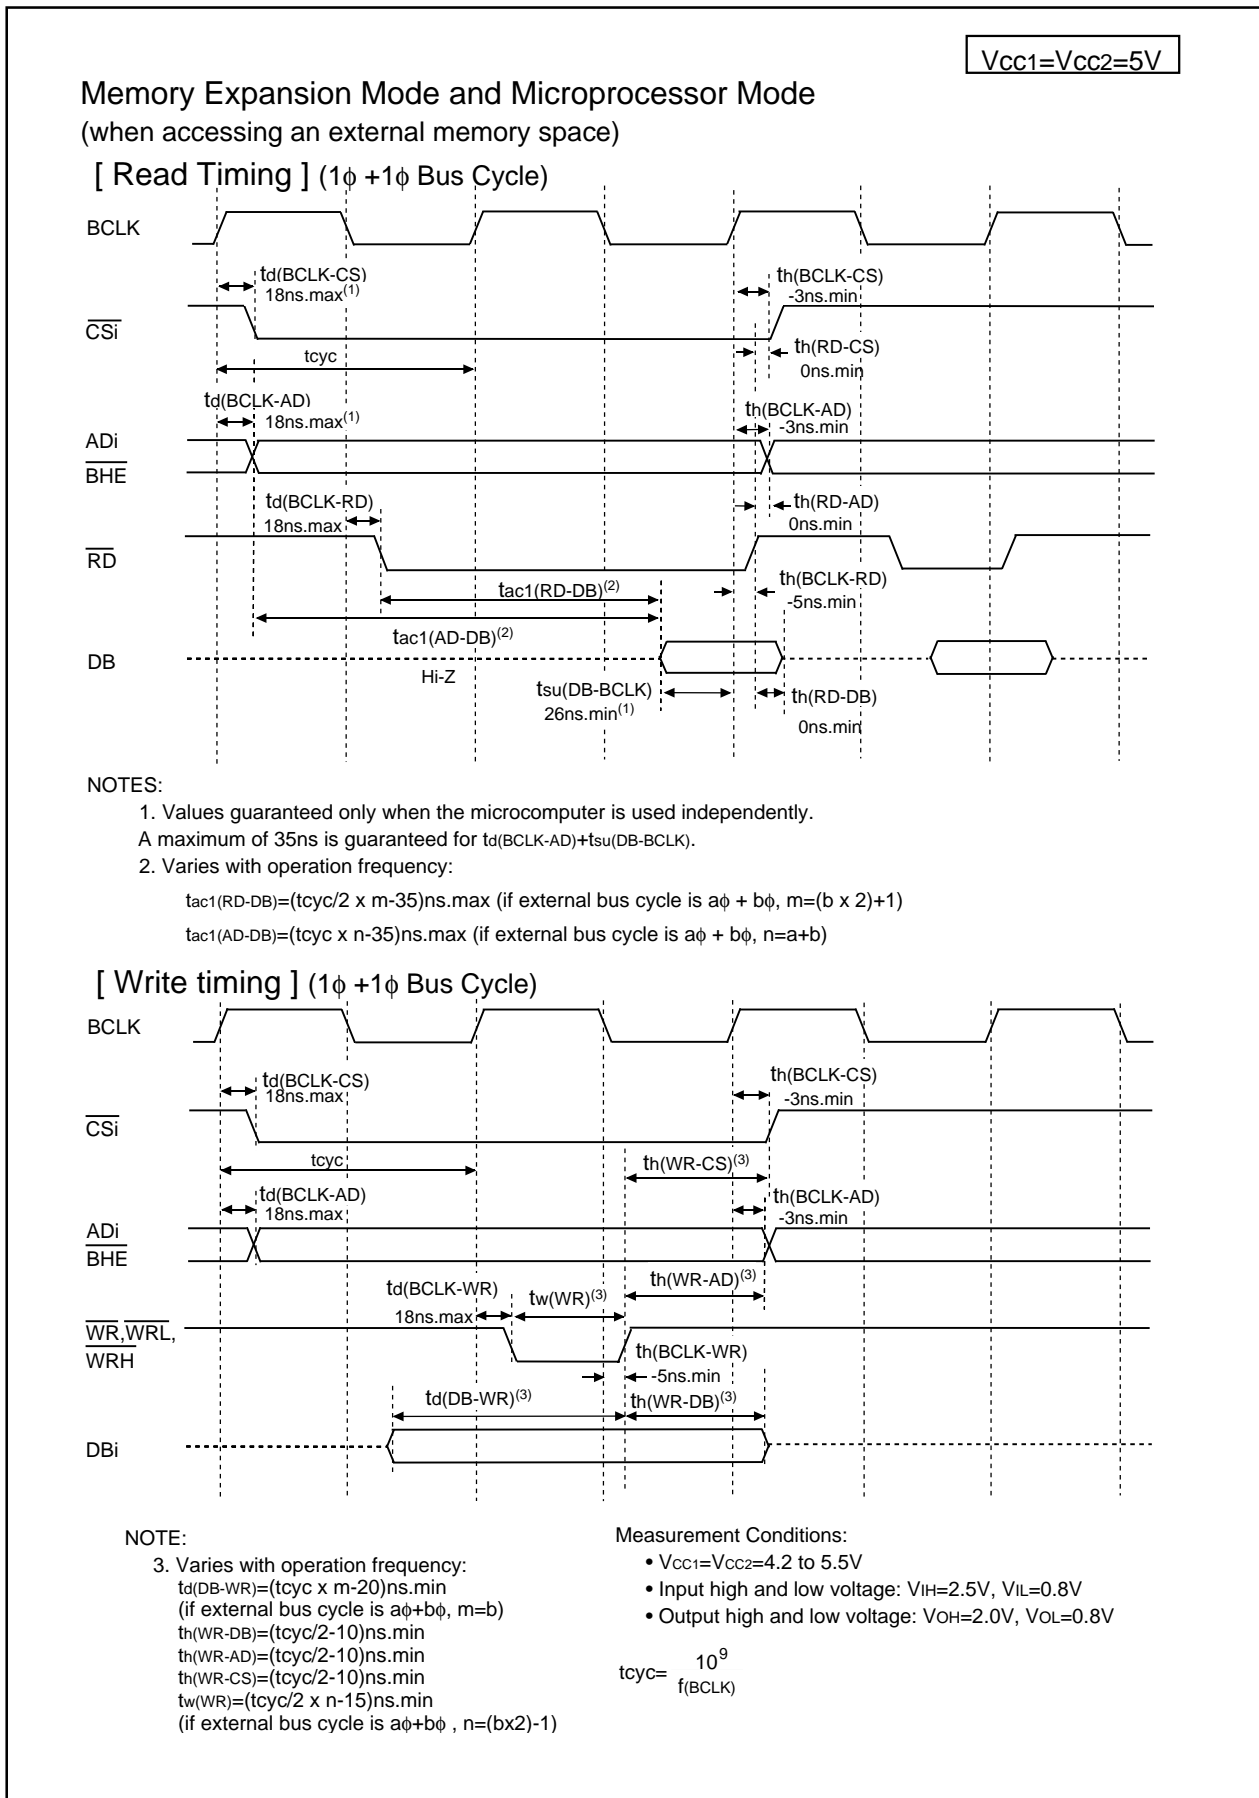 Vcc1=Vcc2=5V
Memory Expansion Mode and Microprocessor Mode
(when accessing an external memory space)
[ Read Timing ] (1ϕ +1ϕ Bus Cycle)
BCLK
td(BCLK-CS)
18ns.max(1)
th(BCLK-CS)
-3ns.min
CSi
tcyc
th(RD-CS)
0ns.min
td(BCLK-AD)
18ns.max(1)
th(BCLK-AD)
-3ns.min
ADi
BHE
td(BCLK-RD)
18ns.max
th(RD-AD)
0ns.min
RD
tac1(RD-DB)(2)
th(BCLK-RD)
-5ns.min
tac1(AD-DB)(2)
DB
Hi-Z
tsu(DB-BCLK)
26ns.min(1)
th(RD-DB)
0ns.min
NOTES:
1. Values guaranteed only when the microcomputer is used independently.
A maximum of 35ns is guaranteed for td(BCLK-AD)+tsu(DB-BCLK).
2. Varies with operation frequency:
tac1(RD-DB)=(tcyc/2 x m-35)ns.max (if external bus cycle is aϕ + bϕ, m=(b x 2)+1)
tac1(AD-DB)=(tcyc x n-35)ns.max (if external bus cycle is aϕ + bϕ, n=a+b)
[ Write timing ] (1ϕ +1ϕ Bus Cycle)
BCLK
td(BCLK-CS)
18ns.max
th(BCLK-CS)
-3ns.min
CSi
tcyc
th(WR-CS)(3)
td(BCLK-AD)
18ns.max
th(BCLK-AD)
-3ns.min
ADi
BHE
td(BCLK-WR)
18ns.max
tw(WR)(3)
th(WR-AD)(3)
WR,WRL,
WRH
th(BCLK-WR)
-5ns.min
td(DB-WR)(3)
th(WR-DB)(3)
DBi
NOTE:
3. Varies with operation frequency:
td(DB-WR)=(tcyc x m-20)ns.min
(if external bus cycle is aϕ+bϕ, m=b)
th(WR-DB)=(tcyc/2-10)ns.min
th(WR-AD)=(tcyc/2-10)ns.min
th(WR-CS)=(tcyc/2-10)ns.min
tw(WR)=(tcyc/2 x n-15)ns.min
(if external bus cycle is aϕ+bϕ , n=(bx2)-1)
Measurement Conditions:
• VCC1=VCC2=4.2 to 5.5V
• Input high and low voltage: VIH=2.5V, VIL=0.8V
• Output high and low voltage: VOH=2.0V, VOL=0.8V
tcyc= 10^9
f(BCLK)